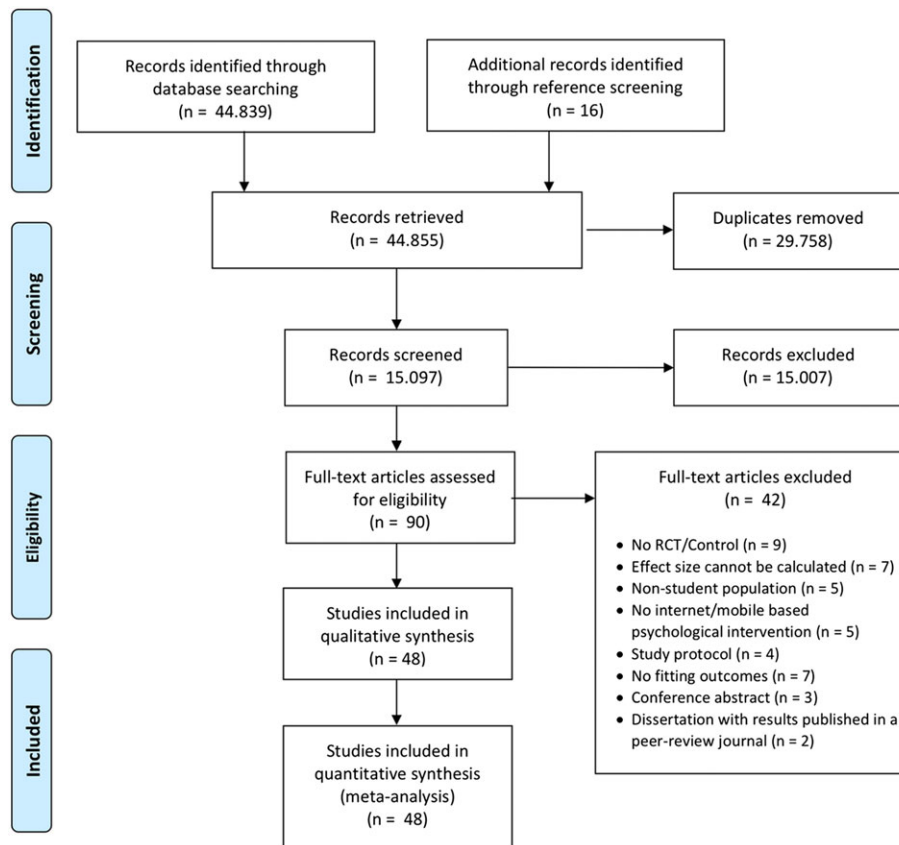 Identification
Records identified through
database searching
(n = 44.839)
Additional records identified
through reference screening
(n = 16)
Records retrieved
(n = 44.855)
Duplicates removed
(n = 29.758)
Screening
Records screened
(n = 15.097)
Records excluded
(n = 15.007)
Eligibility
Full-text articles assessed
for eligibility
(n = 90)
Full-text articles excluded
(n = 42)
• No RCT/Control (n = 9)
• Effect size cannot be calculated (n = 7)
• Non-student population (n = 5)
• No internet/mobile based
psychological intervention (n = 5)
• Study protocol (n = 4)
• No fitting outcomes (n = 7)
• Conference abstract (n = 3)
• Dissertation with results published in a
peer-review journal (n = 2)
Studies included in
qualitative synthesis
(n = 48)
Included
Studies included in
quantitative synthesis
(meta-analysis)
(n = 48)